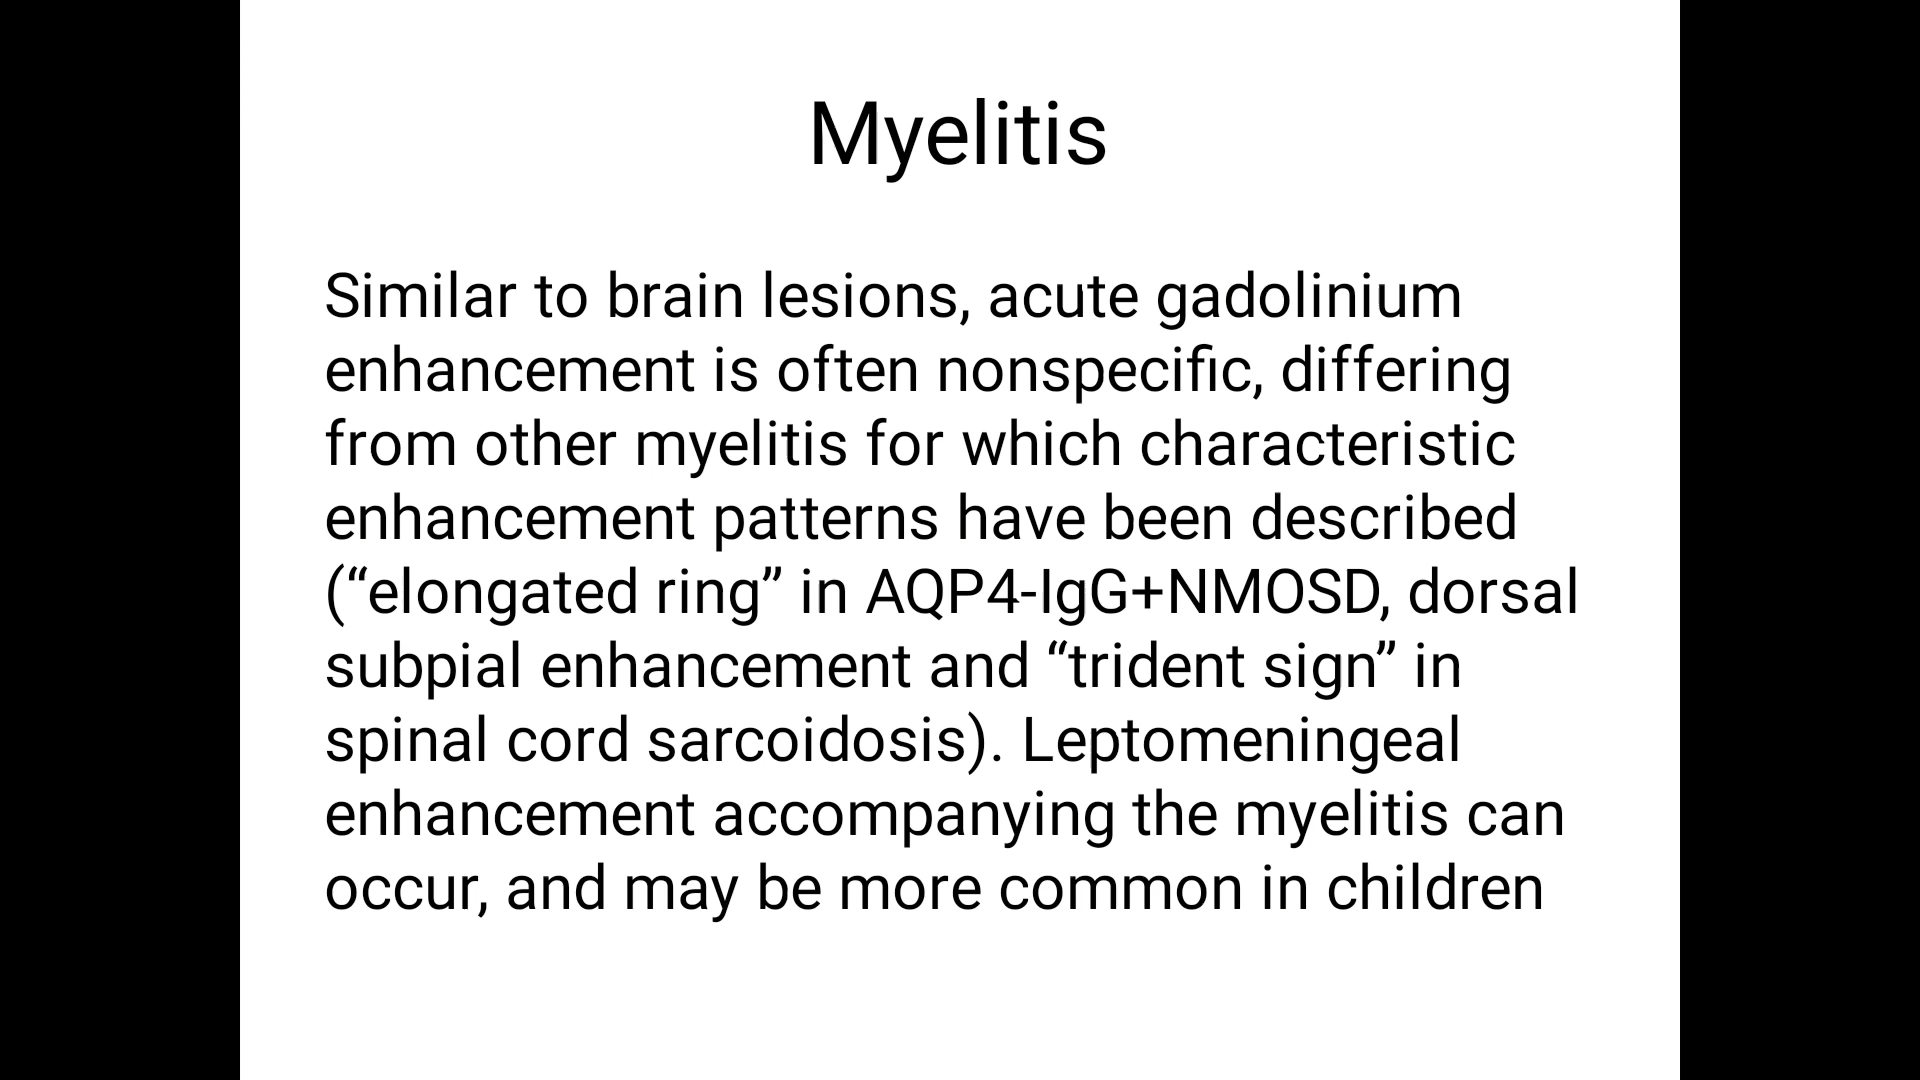 Myelitis
Similar to brain lesions, acute gadolinium
enhancement is often nonspecific, differing
from other myelitis for which characteristic
enhancement patterns have been described
(“elongated ring” in AQP4-IgG+NMOSD, dorsal
subpial enhancement and “trident sign” in
spinal cord sarcoidosis). Leptomeningeal
enhancement accompanying the myelitis can
occur, and may be more common in children